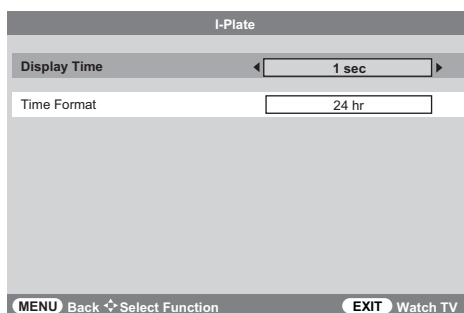 I-Plate
Display Time 1 sec
Time Format 24 hr
MENU Back Select Function EXIT Watch TV